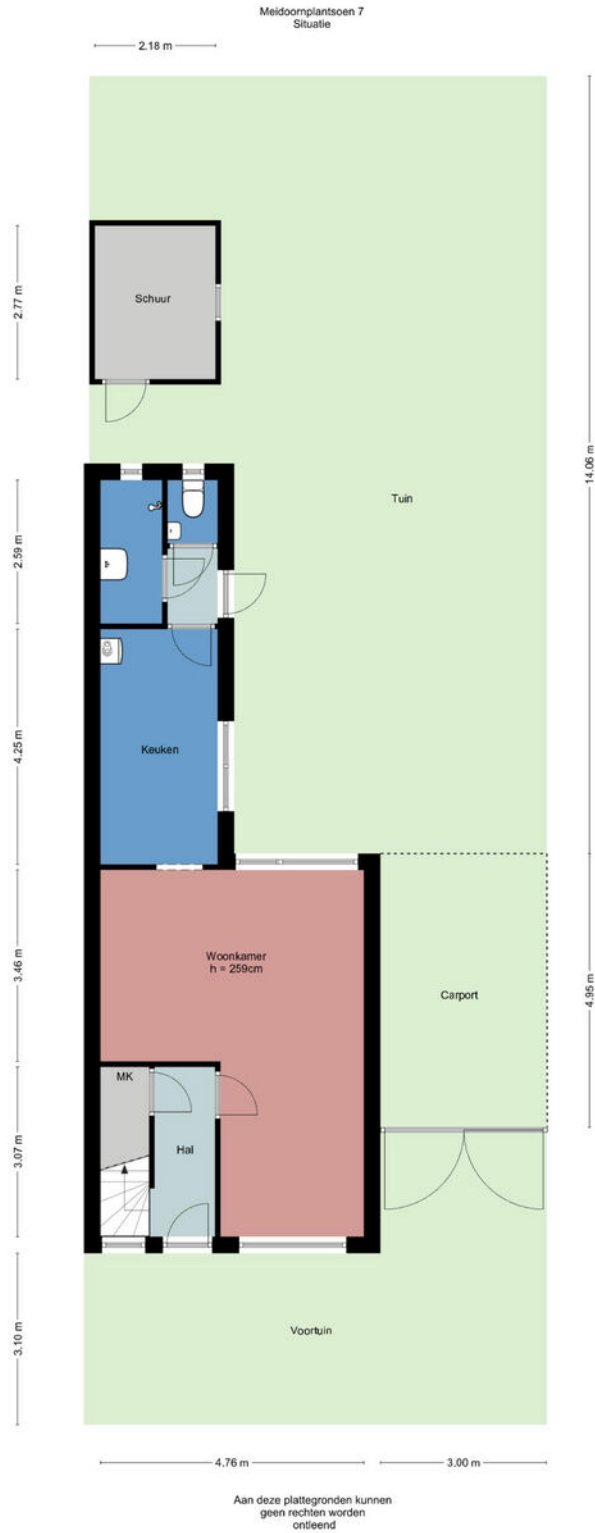 Meidoornplantsoen 7
Situatie
2.18 m
Schuur
2.77 m
14.06 m
Tuin
2.59 m
Keuken
4.25 m
Woonkamer
h = 259cm
3.46 m
Carport
4.95 m
MK
Hal
3.07 m
Voortuin
3.10 m
4.76 m
3.00 m
Aan deze plattegronden kunnen
geen rechten worden
ontleend